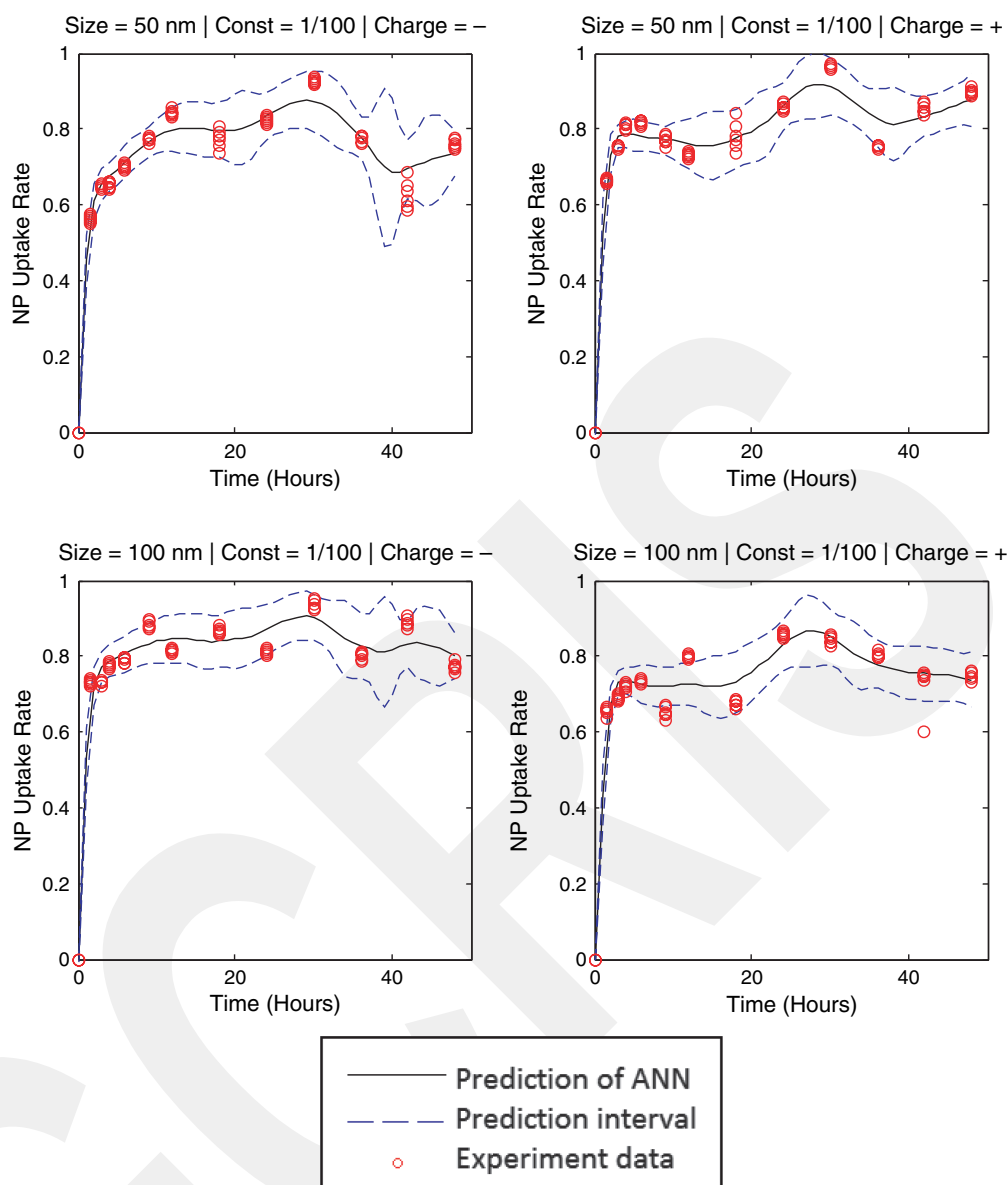 Size = 50 nm | Const = 1/100 | Charge = –
1
0.8
0.6
0.4
0.2
0
NP Uptake Rate
0 20 40
Time (Hours)
Size = 50 nm | Const = 1/100 | Charge = +
1
0.8
0.6
0.4
0.2
0
NP Uptake Rate
0 20 40
Time (Hours)
Size = 100 nm | Const = 1/100 | Charge = –
1
0.8
0.6
0.4
0.2
0
NP Uptake Rate
0 20 40
Time (Hours)
Size = 100 nm | Const = 1/100 | Charge = +
1
0.8
0.6
0.4
0.2
0
NP Uptake Rate
0 20 40
Time (Hours)
Prediction of ANN
Prediction interval
Experiment data